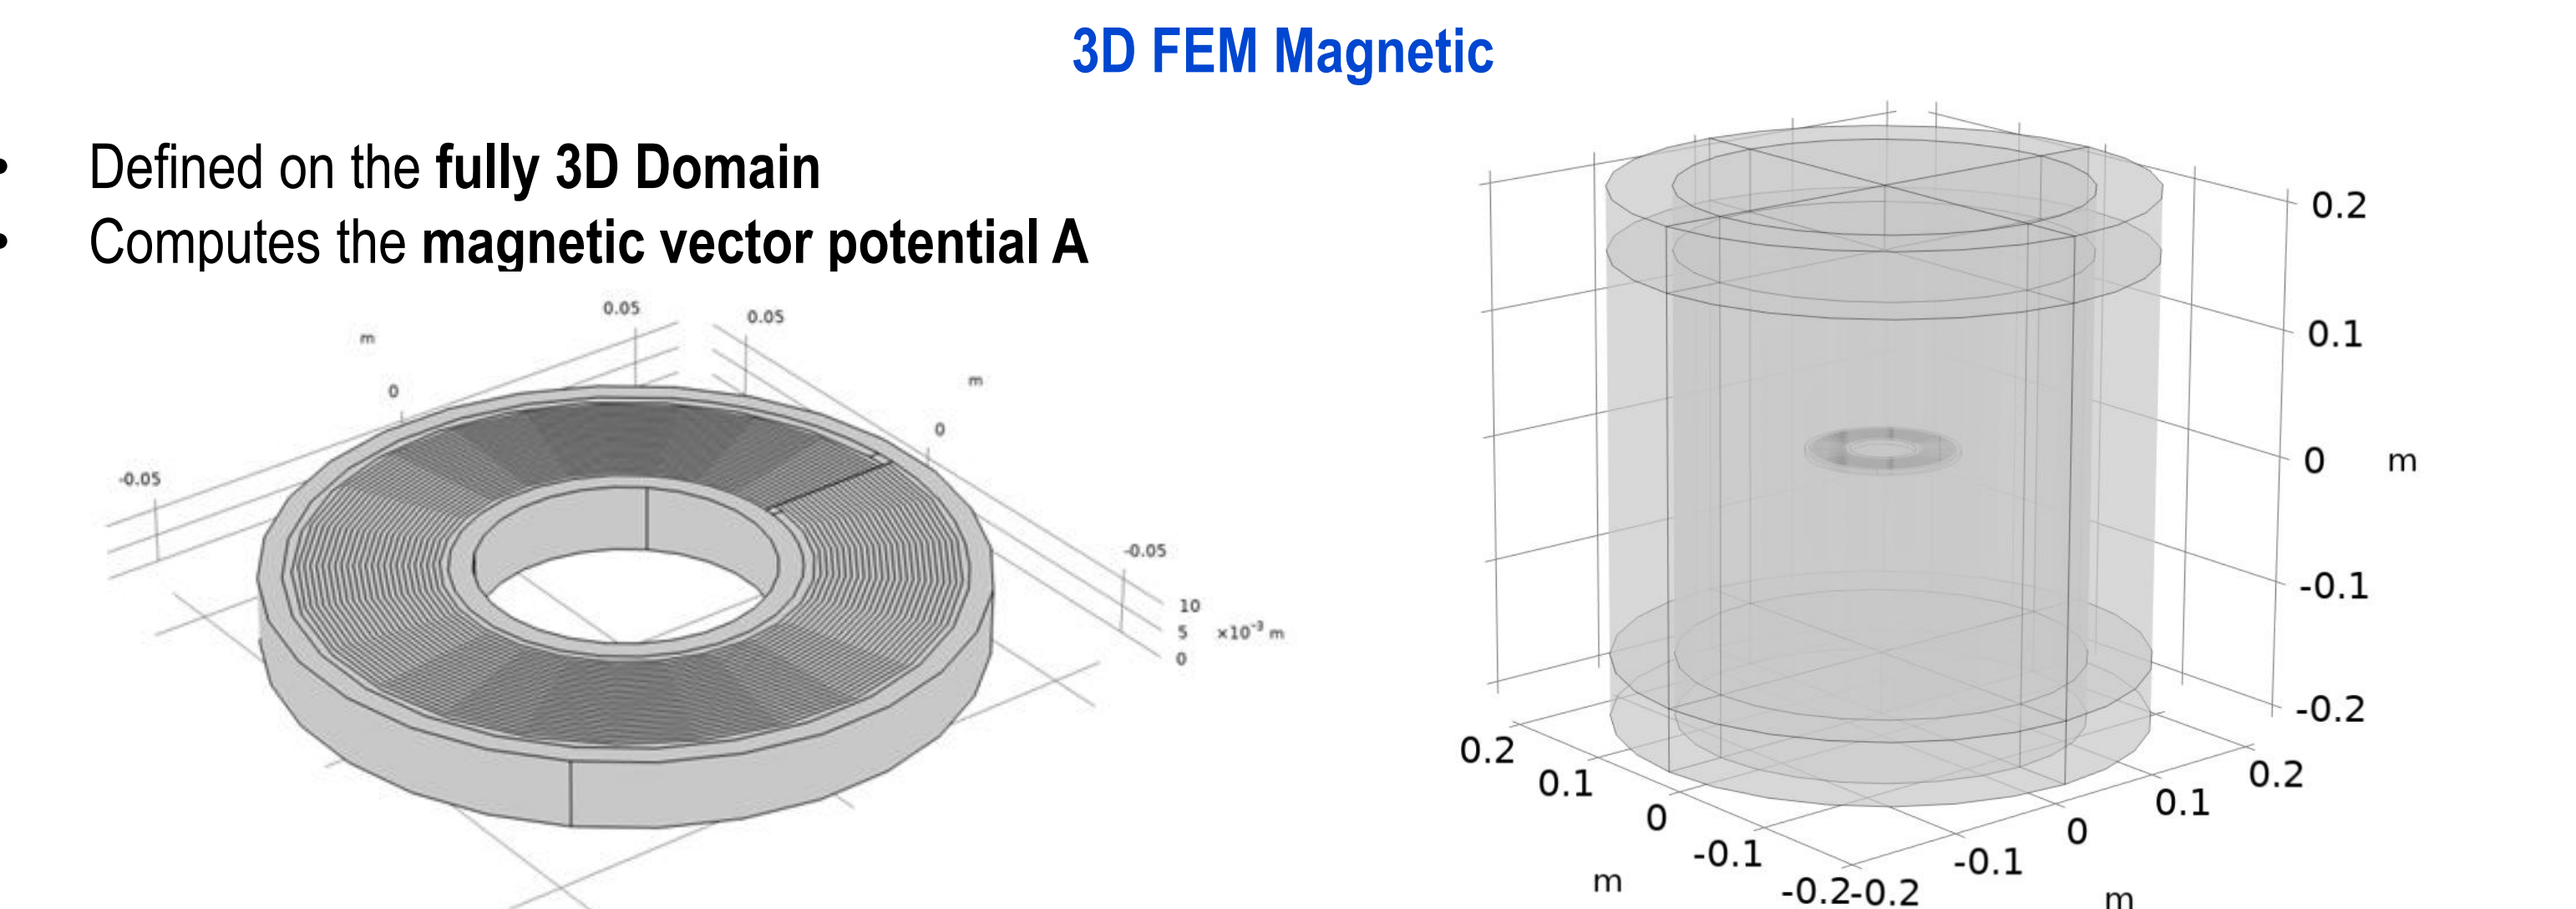 3D FEM Magnetic
• Defined on the fully 3D Domain
• Computes the magnetic vector potential A
0.05
0.05
m
m
0
0
-0.05
-0.05
10
5 ×10⁻³ m
0
0.2
0.1
0 m
-0.1
-0.2
0.2
0.1
0
-0.1
-0.2
m
0.2
0.1
0
-0.1
-0.2
m